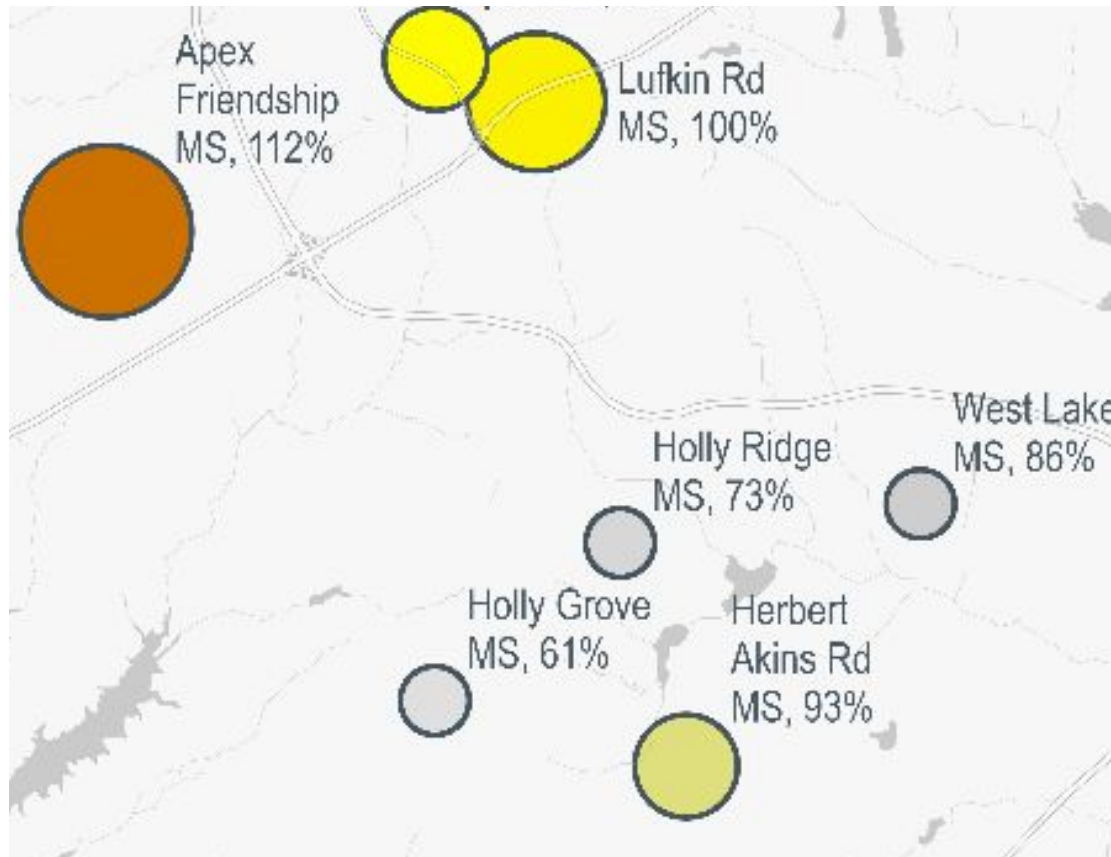 Apex
Friendship
MS, 112%
Lufkin Rd
MS, 100%
West Lake
MS, 86%
Holly Ridge
MS, 73%
Holly Grove
MS, 61%
Herbert
Akins Rd
MS, 93%